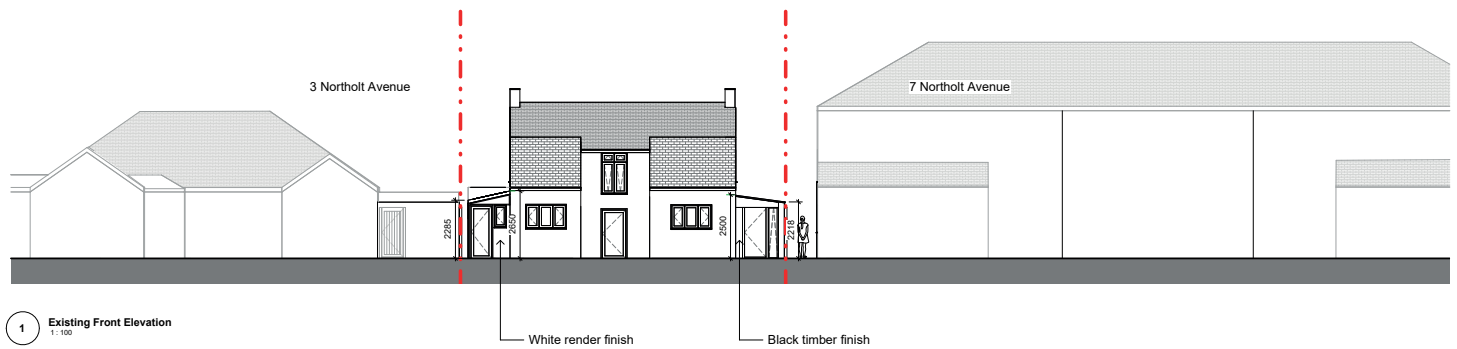 3 Northolt Avenue
7 Northolt Avenue
2285
2650
2500
2218
1
Existing Front Elevation
1 : 100
White render finish
Black timber finish